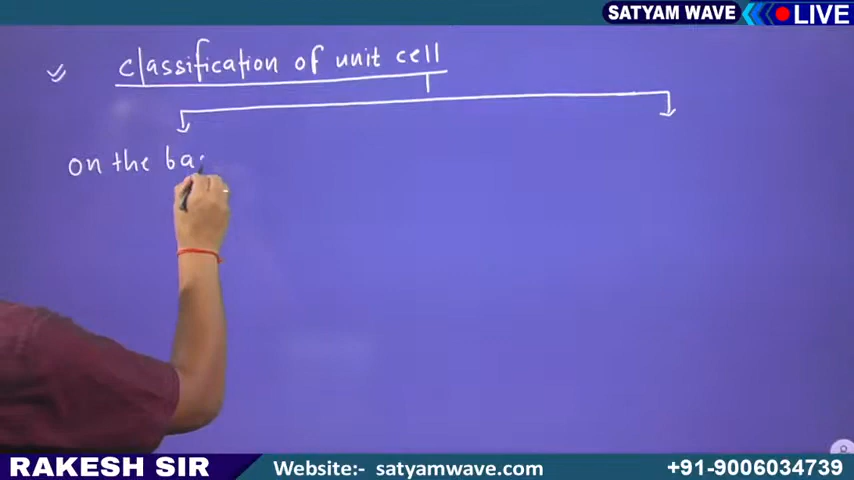 SATYAM WAVE LIVE
classification of unit cell
on the ba
RAKESH SIR Website:- satyamwave.com +91-9006034739